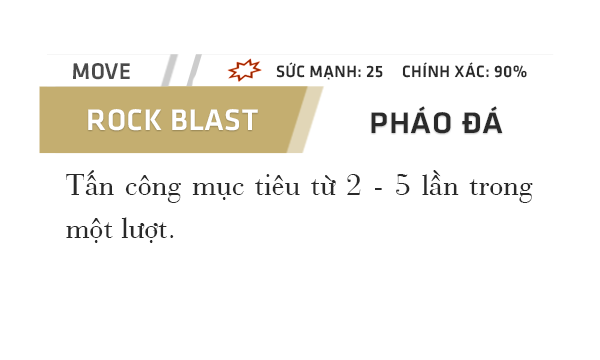 MOVE SỨC MẠNH: 25 CHÍNH XÁC: 90%
ROCK BLAST PHÁO ĐÁ
Tấn công mục tiêu từ 2 - 5 lần trong
một lượt.